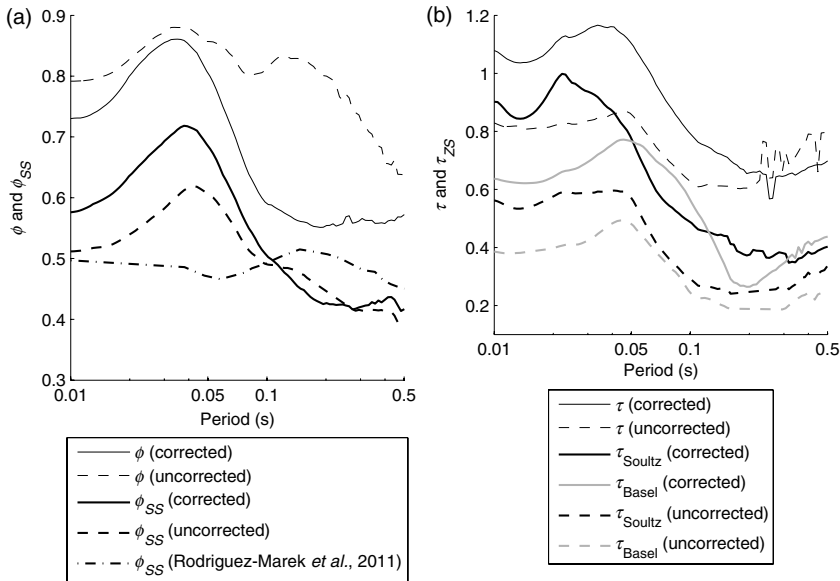 (a)
0.9
0.8
0.7
0.6
0.5
0.4
0.3
ϕ and ϕSS
0.01
0.05
0.1
0.5
Period (s)
ϕ (corrected)
ϕ (uncorrected)
ϕSS (corrected)
ϕSS (uncorrected)
ϕSS (Rodriguez-Marek et al., 2011)
(b)
1.2
1
0.8
0.6
0.4
0.2
τ and τZS
0.01
0.05
0.1
0.5
Period (s)
τ (corrected)
τ (uncorrected)
τSoultz (corrected)
τBasel (corrected)
τSoultz (uncorrected)
τBasel (uncorrected)